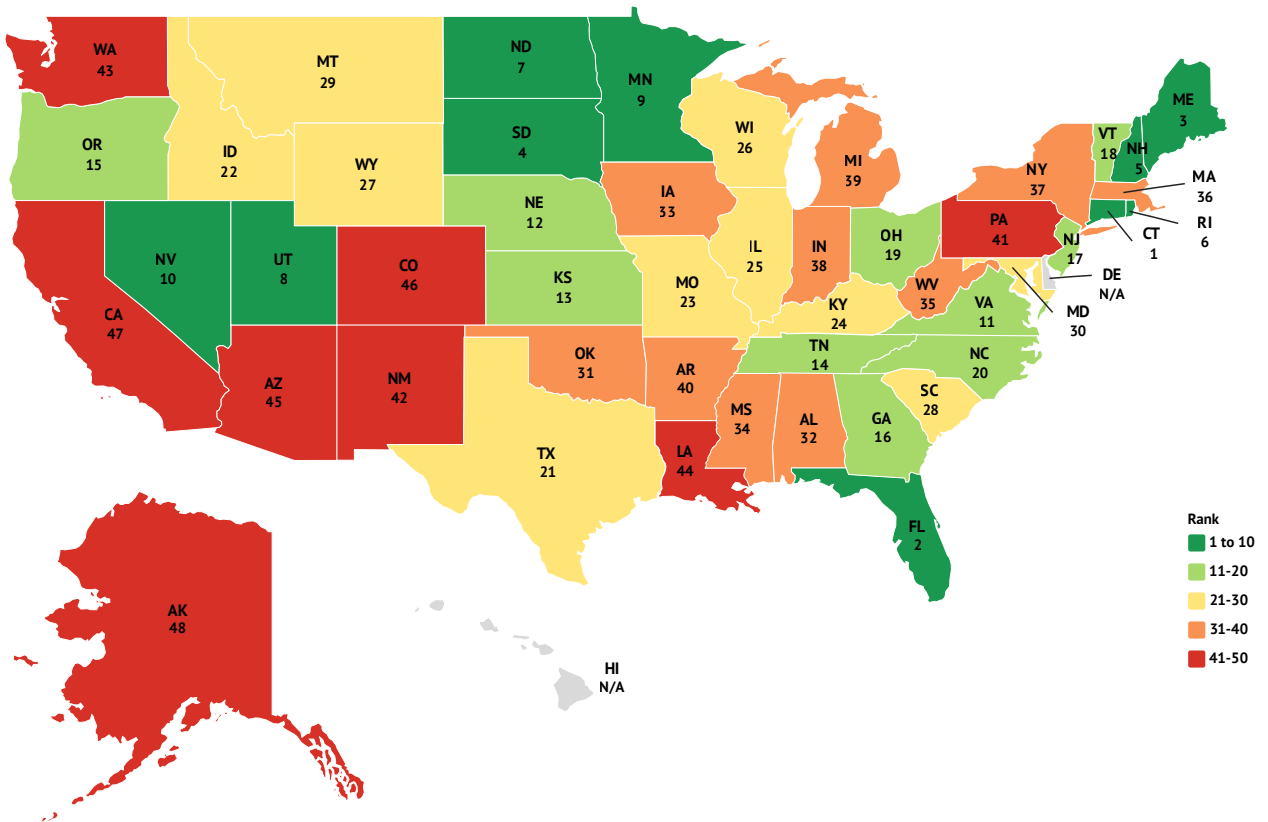 WA
43
MT
29
ND
7
MN
9
ME
3
OR
15
ID
22
WY
27
SD
4
WI
26
MI
39
VT
18
NH
5
NY
37
MA
36
RI
6
CT
1
NV
10
UT
8
CO
46
NE
12
IA
33
IL
25
IN
38
OH
19
PA
41
NJ
17
DE
N/A
MD
30
CA
47
KS
13
MO
23
KY
24
WV
35
VA
11
AZ
45
NM
42
OK
31
AR
40
TN
14
NC
20
SC
28
TX
21
LA
44
MS
34
AL
32
GA
16
FL
2
AK
48
HI
N/A
Rank
1 to 10
11-20
21-30
31-40
41-50